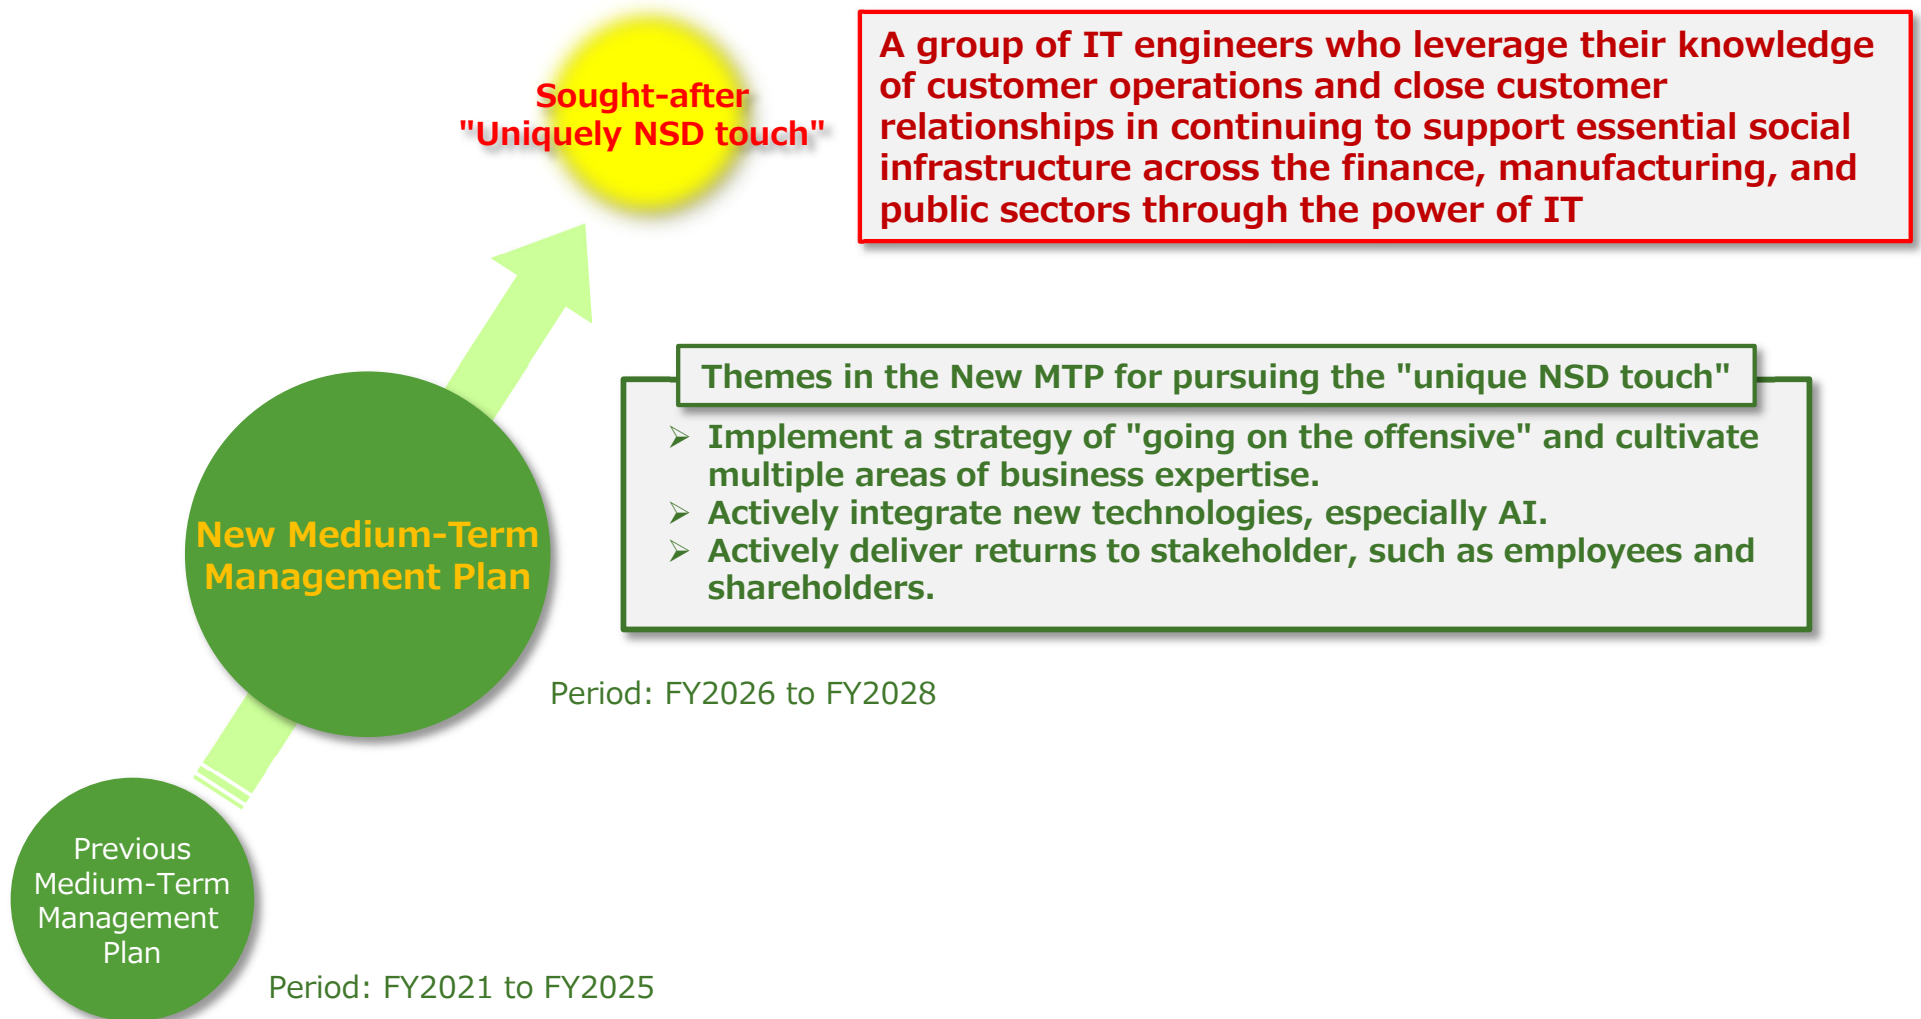 Sought-after
"Uniquely NSD touch"
A group of IT engineers who leverage their knowledge
of customer operations and close customer
relationships in continuing to support essential social
infrastructure across the finance, manufacturing, and
public sectors through the power of IT
Themes in the New MTP for pursuing the "unique NSD touch"
➢ Implement a strategy of "going on the offensive" and cultivate
multiple areas of business expertise.
➢ Actively integrate new technologies, especially AI.
➢ Actively deliver returns to stakeholder, such as employees and
shareholders.
New Medium-Term
Management Plan
Period: FY2026 to FY2028
Previous
Medium-Term
Management
Plan
Period: FY2021 to FY2025